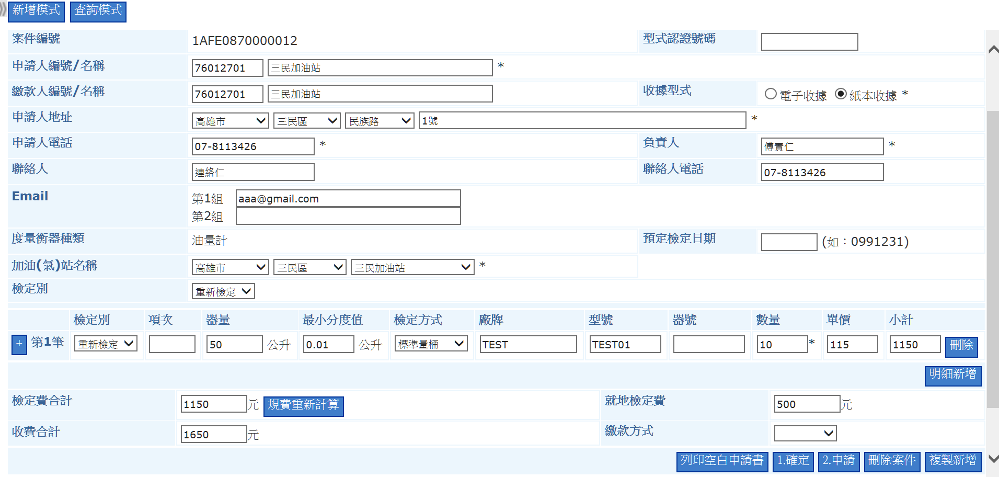 新增模式 查詢模式
案件編號 1AFE0870000012 型式認證號碼
申請人編號/名稱 76012701 三民加油站 *
繳款人編號/名稱 76012701 三民加油站 收據型式 電子收據 紙本收據 *
申請人地址 高雄市 三民區 民族路 1號 *
申請人電話 07-8113426 * 負責人 傅責仁 *
聯絡人 連絡仁 聯絡人電話 07-8113426
Email 第1組 aaa@gmail.com
第2組
度量衡器種類 油量計 預定檢定日期 (如：0991231)
加油(氣)站名稱 高雄市 三民區 三民加油站 *
檢定別 重新檢定
檢定別 項次 器量 最小分度值 檢定方式 廠牌 型號 器號 數量 單價 小計
+ 第1筆 重新檢定 50 公升 0.01 公升 標準量桶 TEST TEST01 10 * 115 1150 刪除
明細新增
檢定費合計 1150 元 規費重新計算 就地檢定費 500 元
收費合計 1650 元 繳款方式
列印空白申請書 1.確定 2.申請 刪除案件 複製新增